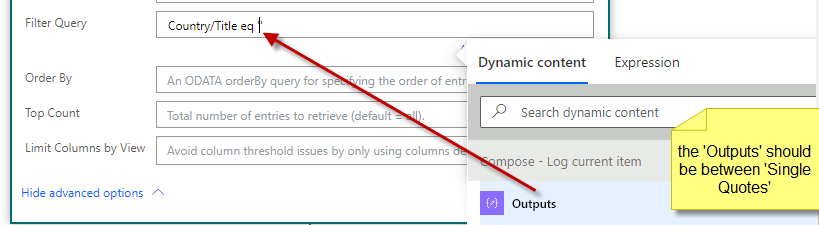 Filter Query
Country/Title eq ''
Dynamic content
Expression
Order By
An ODATA orderBy query for specifying the order of entr
Search dynamic content
Top Count
Total number of entries to retrieve (default = all).
the 'Outputs' should
be between 'Single
Quotes'
Limit Columns by View
Avoid column threshold issues by only using columns de
Compose - Log current item
Hide advanced options
Outputs